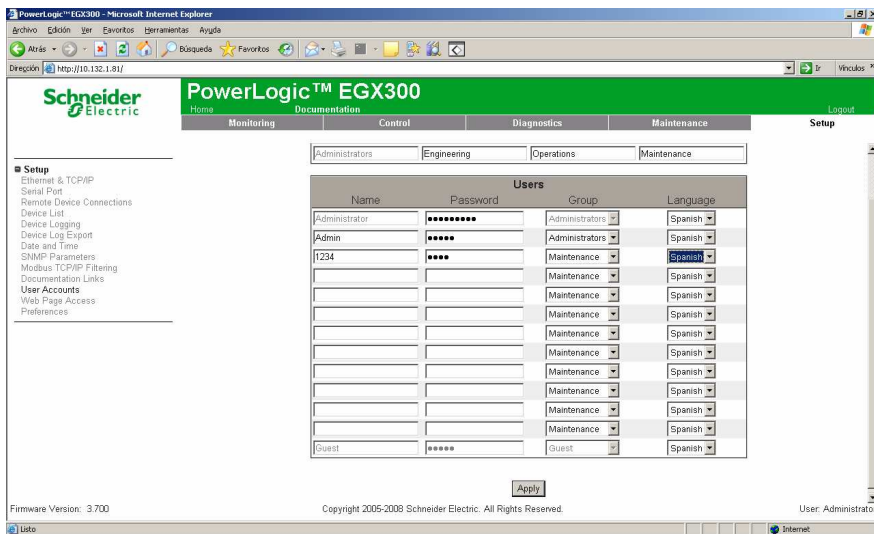 PowerLogic™ EGX300 - Microsoft Internet Explorer
Archivo Edición Ver Favoritos Herramientas Ayuda
Atrás Búsqueda Favoritos
Dirección http://10.132.1.81/ Ir Vínculos »
Schneider Electric
PowerLogic™ EGX300
Home Documentation Logout
Monitoring Control Diagnostics Maintenance Setup
Setup
Ethernet & TCP/IP
Serial Port
Remote Device Connections
Device List
Device Logging
Device Log Export
Date and Time
SNMP Parameters
Modbus TCP/IP Filtering
Documentation Links
User Accounts
Web Page Access
Preferences
Administrators Engineering Operations Maintenance
Users
Name Password Group Language
Administrator ●●●●●●●●● Administrators Spanish
Admin ●●●●● Administrators Spanish
1234 ●●●● Maintenance Spanish
Maintenance Spanish
Maintenance Spanish
Maintenance Spanish
Maintenance Spanish
Maintenance Spanish
Maintenance Spanish
Maintenance Spanish
Maintenance Spanish
Maintenance Spanish
Guest ●●●●● Guest Spanish
Apply
Firmware Version: 3.700 Copyright 2005-2008 Schneider Electric. All Rights Reserved. User: Administrato
Listo Internet